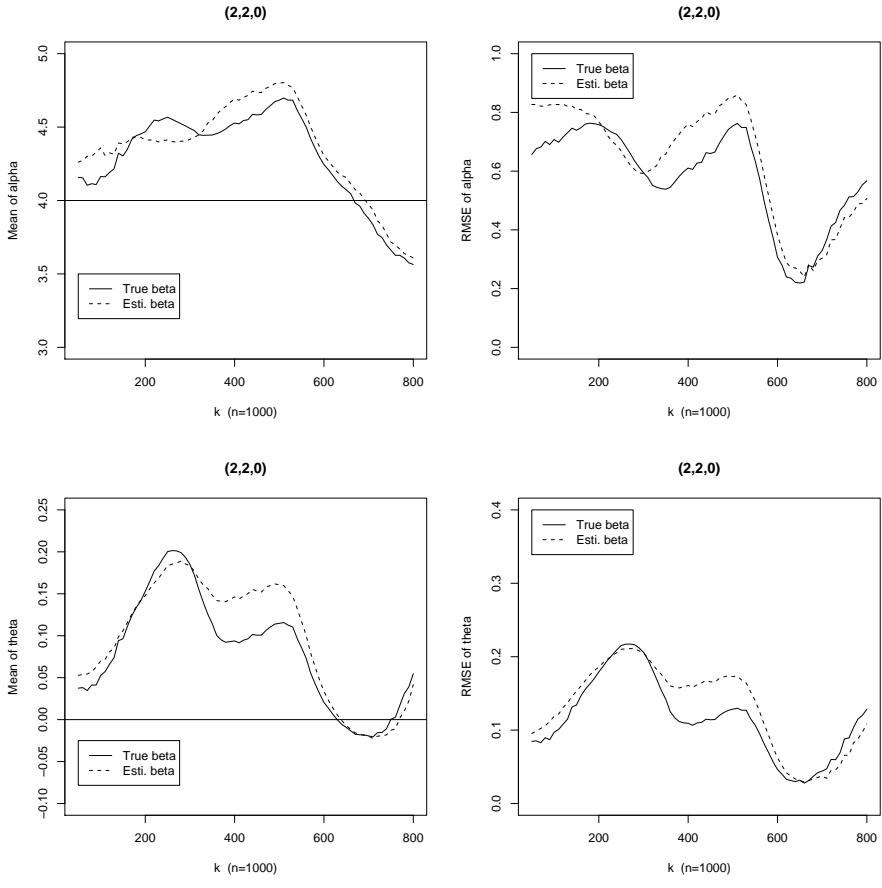 (2,2,0)
Mean of alpha
5.0
4.5
4.0
3.5
3.0
True beta
Esti. beta
200 400 600 800
k (n=1000)
(2,2,0)
RMSE of alpha
1.0
0.8
0.6
0.4
0.2
0.0
True beta
Esti. beta
200 400 600 800
k (n=1000)
(2,2,0)
Mean of theta
0.25
0.20
0.15
0.10
0.05
0.00
−0.05
−0.10
True beta
Esti. beta
200 400 600 800
k (n=1000)
(2,2,0)
RMSE of theta
0.4
0.3
0.2
0.1
0.0
True beta
Esti. beta
200 400 600 800
k (n=1000)